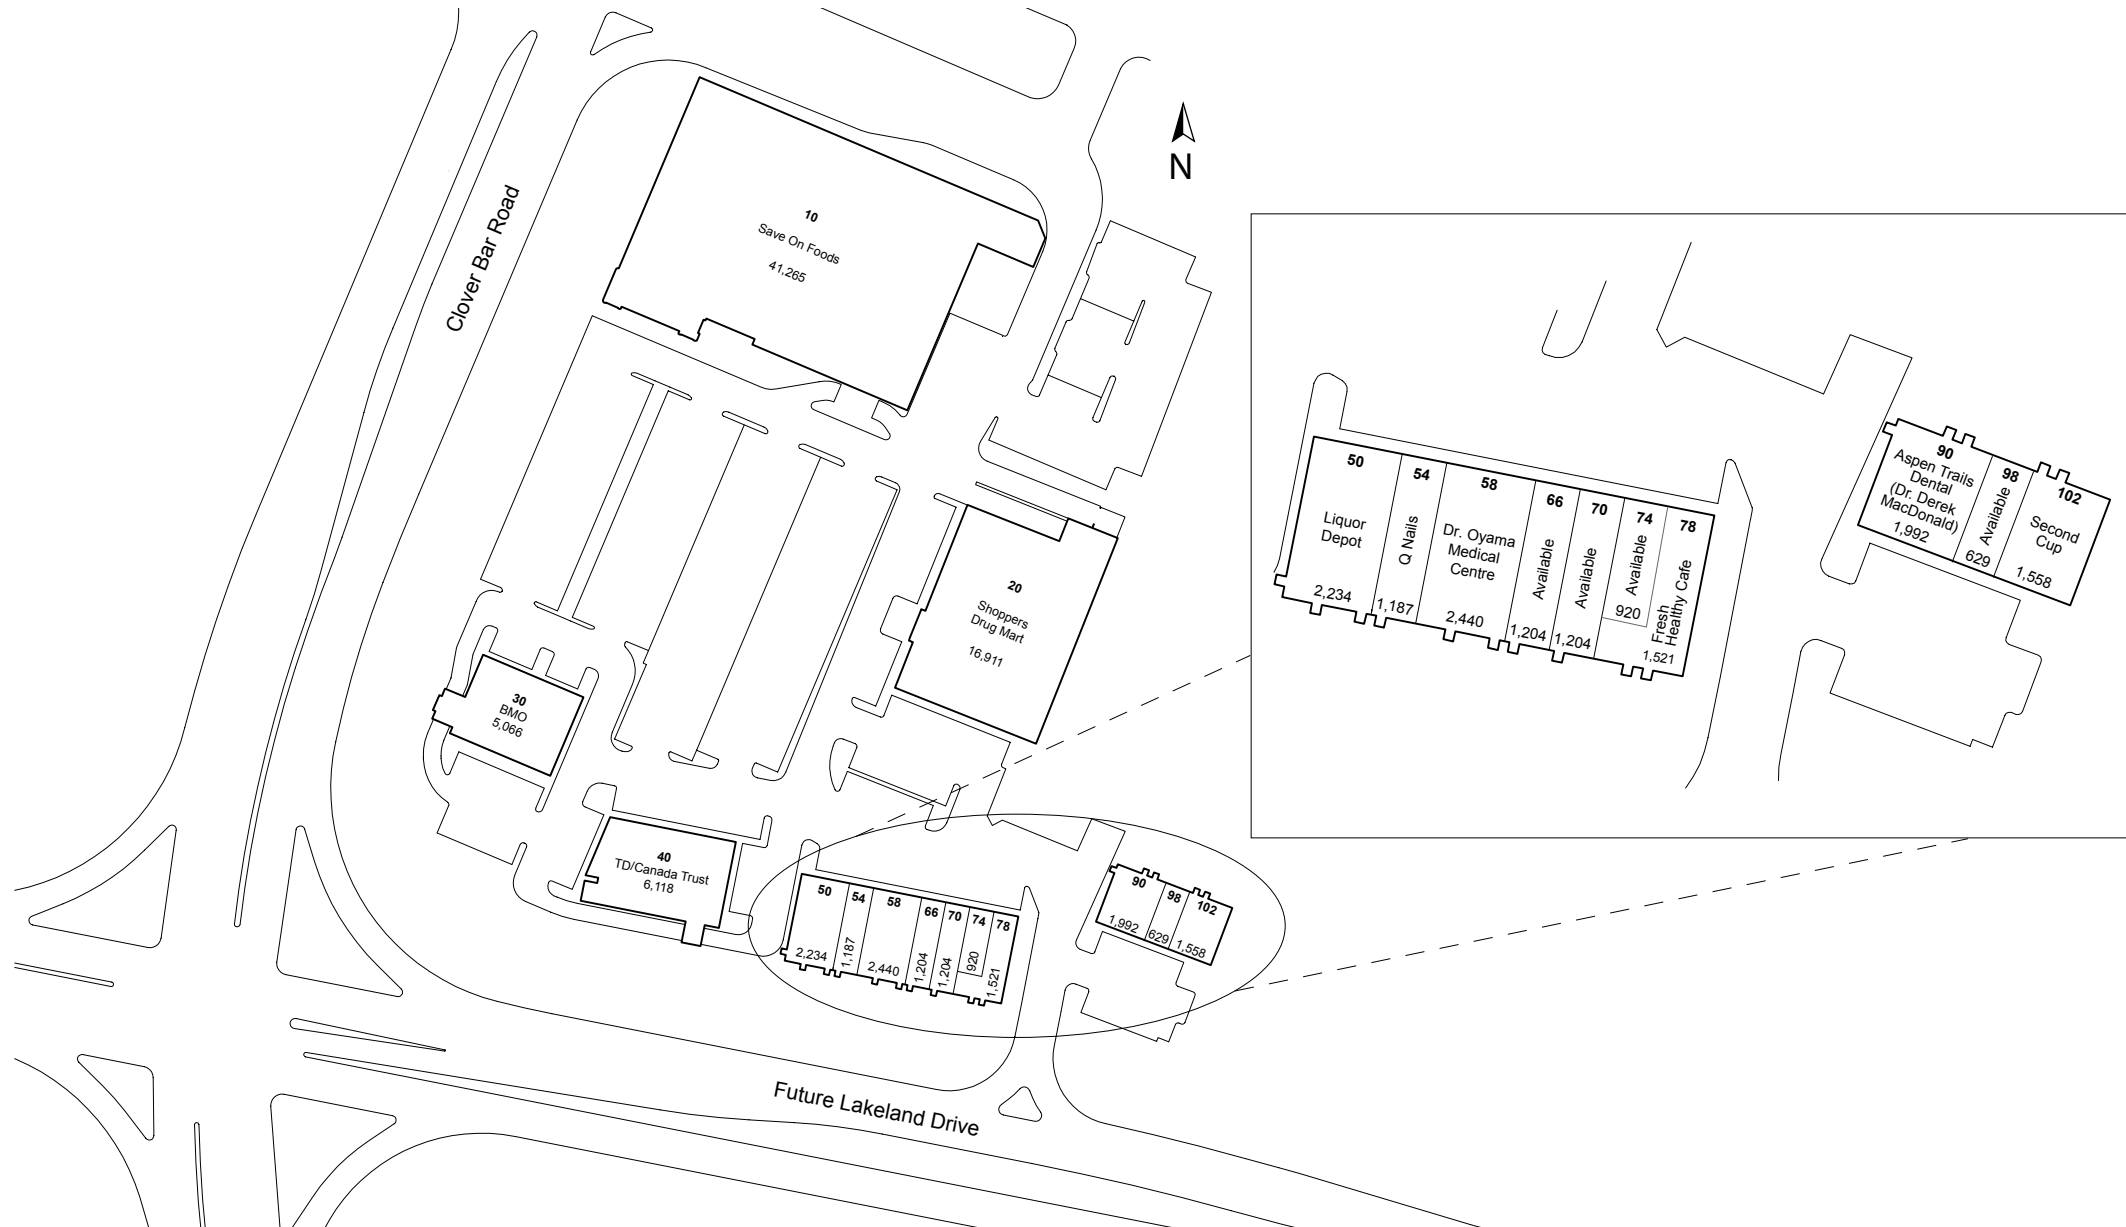 N
Clover Bar Road
10
Save On Foods
41,265
20
Shoppers
Drug Mart
16,911
30
BMO
5,066
40
TD/Canada Trust
6,118
50
2,234
54
1,187
58
2,440
66
1,204
70
1,204
74
920
78
1,521
90
1,992
98
629
102
1,558
Future Lakeland Drive
50
Liquor
Depot
2,234
54
Q Nails
1,187
58
Dr. Oyama
Medical
Centre
2,440
66
Available
1,204
70
Available
1,204
74
Available
920
78
Fresh
Healthy Cafe
1,521
90
Aspen Trails
Dental
(Dr. Derek
MacDonald)
1,992
98
Available
629
102
Second
Cup
1,558